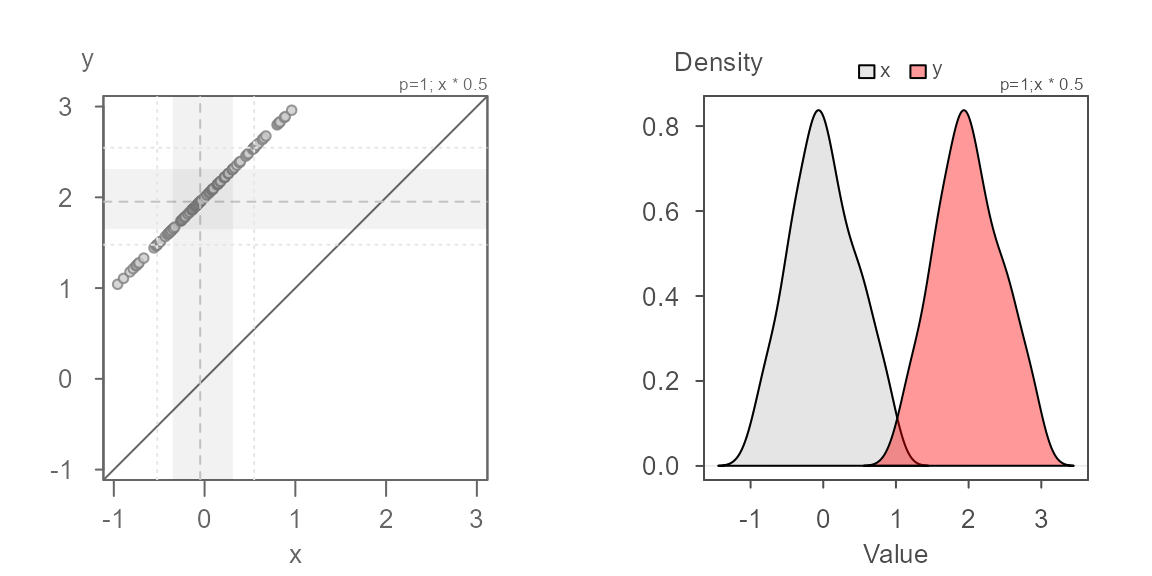 y
p=1; x * 0.5
3
2
1
0
-1
-1 0 1 2 3
x
Density
x y
p=1;x * 0.5
0.8
0.6
0.4
0.2
0.0
-1 0 1 2 3
Value